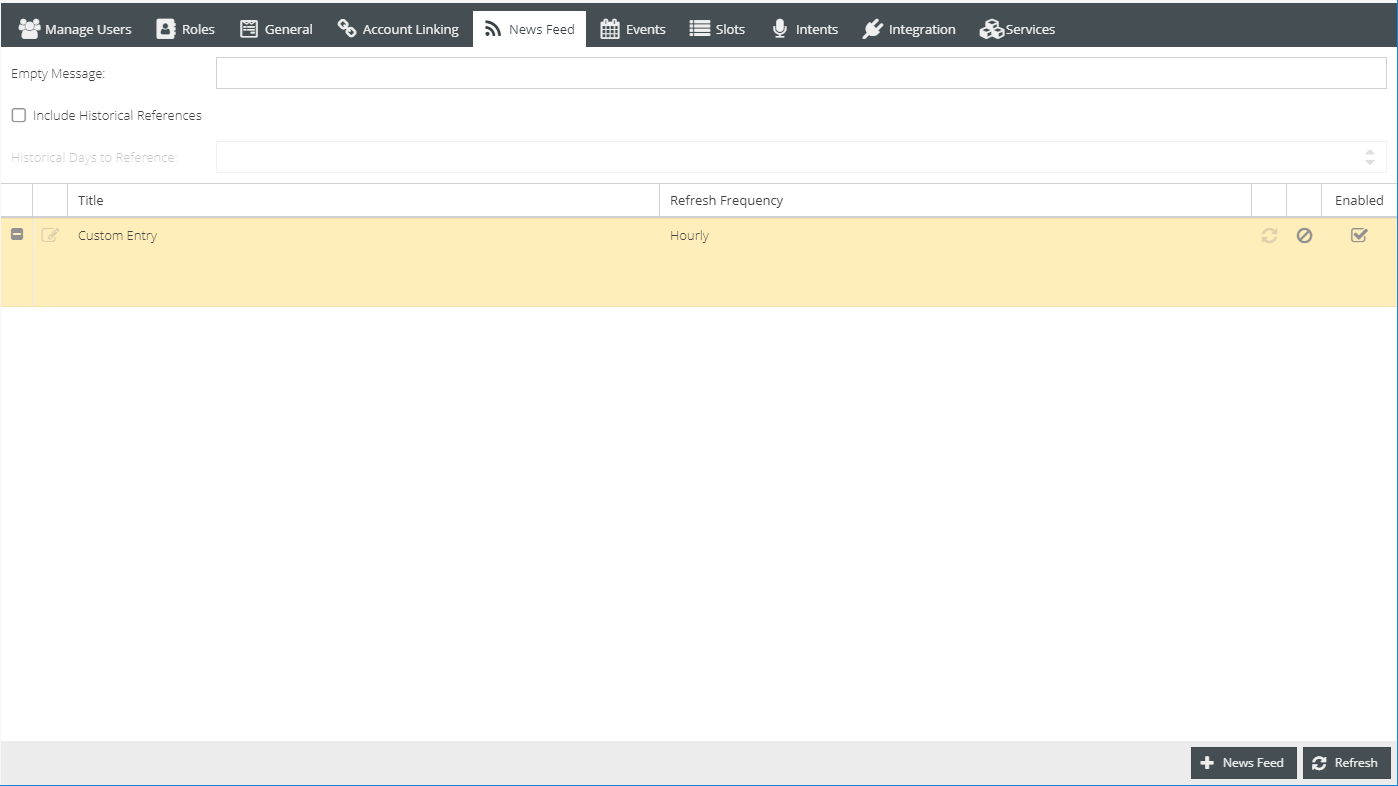 Manage Users Roles General Account Linking News Feed Events Slots Intents Integration Services
Empty Message:
Include Historical References
Historical Days to Reference:
Title Refresh Frequency Enabled
Custom Entry Hourly
News Feed Refresh